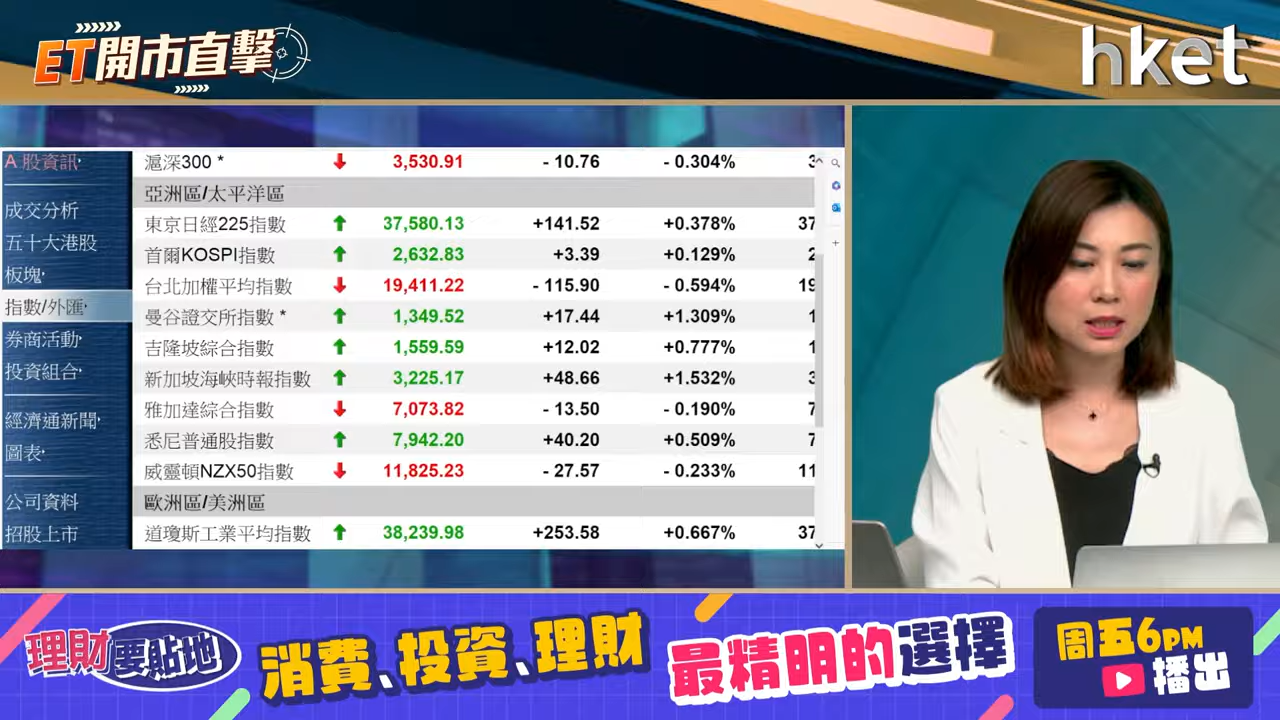 ET開市直擊
hket
A 股資訊
成交分析
五十大港股
板塊
指數/外匯
券商活動
投資組合
經濟通新聞
圖表
公司資料
招股上市
滬深300 * 3,530.91 - 10.76 - 0.304% 3
亞洲區/太平洋區
東京日經225指數 37,580.13 +141.52 +0.378% 37
首爾KOSPI指數 2,632.83 +3.39 +0.129% 2
台北加權平均指數 19,411.22 - 115.90 - 0.594% 19
曼谷證交所指數 * 1,349.52 +17.44 +1.309% 1
吉隆坡綜合指數 1,559.59 +12.02 +0.777% 1
新加坡海峽時報指數 3,225.17 +48.66 +1.532% 3
雅加達綜合指數 7,073.82 - 13.50 - 0.190% 7
悉尼普通股指數 7,942.20 +40.20 +0.509% 7
威靈頓NZX50指數 11,825.23 - 27.57 - 0.233% 11
歐洲區/美洲區
道瓊斯工業平均指數 38,239.98 +253.58 +0.667% 37
理財要貼地
消費、投資、理財
最精明的選擇
周五6PM
播出